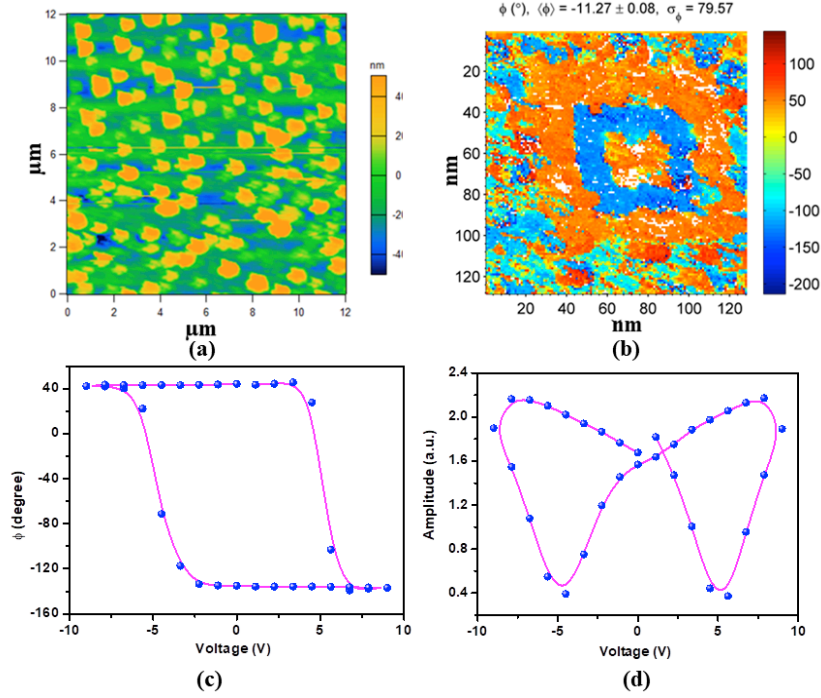 ϕ (°), ⟨ϕ⟩ = -11.27 ± 0.08, σϕ = 79.57
12
10
8
6
4
2
0
µm
0 2 4 6 8 10 12
µm
nm
40
20
0
-20
-40
(a)
20
40
60
80
100
120
nm
20 40 60 80 100 120
nm
100
50
0
-50
-100
-150
-200
(b)
40
0
-40
-80
-120
-160
ϕ (degree)
-10 -5 0 5 10
Voltage (V)
(c)
2.4
2.0
1.6
1.2
0.8
0.4
Amplitude (a.u.)
-10 -5 0 5 10
Voltage (V)
(d)